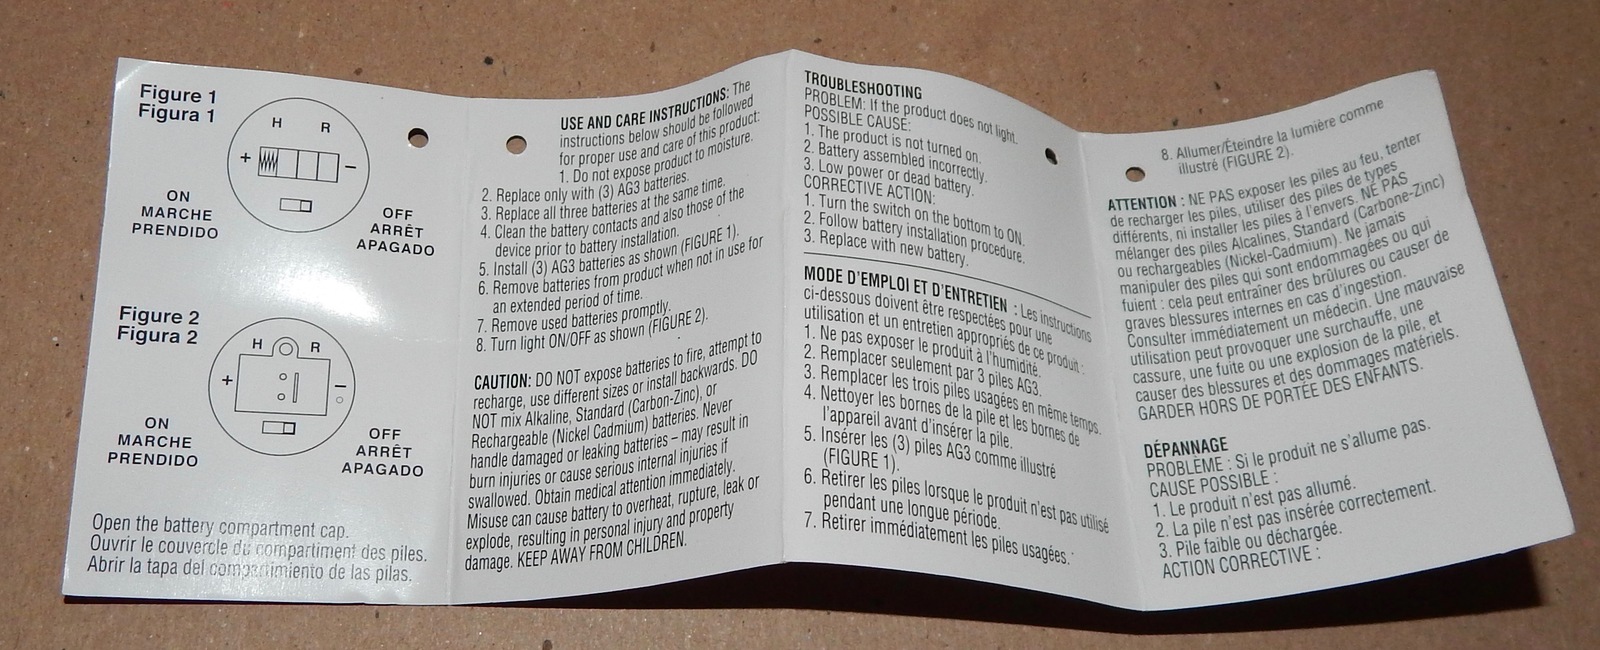 Figure 1
Figura 1
H R
+ −
ON
MARCHE
PRENDIDO
OFF
ARRÊT
APAGADO
Figure 2
Figura 2
H R
+ −
ON
MARCHE
PRENDIDO
OFF
ARRÊT
APAGADO
Open the battery compartment cap.
Ouvrir le couvercle du compartiment des piles.
Abrir la tapa del compartimiento de las pilas.
USE AND CARE INSTRUCTIONS: The
instructions below should be followed
for proper use and care of this product:
1. Do not expose product to moisture.
2. Replace only with (3) AG3 batteries.
3. Replace all three batteries at the same time.
4. Clean the battery contacts and also those of the
device prior to battery installation.
5. Install (3) AG3 batteries as shown (FIGURE 1).
6. Remove batteries from product when not in use for
an extended period of time.
7. Remove used batteries promptly.
8. Turn light ON/OFF as shown (FIGURE 2).
CAUTION: DO NOT expose batteries to fire, attempt to
recharge, use different sizes or install backwards. DO
NOT mix Alkaline, Standard (Carbon-Zinc), or
Rechargeable (Nickel Cadmium) batteries. Never
handle damaged or leaking batteries – may result in
burn injuries or cause serious internal injuries if
swallowed. Obtain medical attention immediately.
Misuse can cause battery to overheat, rupture, leak or
explode, resulting in personal injury and property
damage. KEEP AWAY FROM CHILDREN.
TROUBLESHOOTING
PROBLEM: If the product does not light.
POSSIBLE CAUSE:
1. The product is not turned on.
2. Battery assembled incorrectly.
3. Low power or dead battery.
CORRECTIVE ACTION:
1. Turn the switch on the bottom to ON.
2. Follow battery installation procedure.
3. Replace with new battery.
MODE D'EMPLOI ET D'ENTRETIEN : Les instructions
ci-dessous doivent être respectées pour une
utilisation et un entretien appropriés de ce produit :
1. Ne pas exposer le produit à l'humidité.
2. Remplacer seulement par 3 piles AG3.
3. Remplacer les trois piles usagées en même temps.
4. Nettoyer les bornes de la pile et les bornes de
l'appareil avant d'insérer la pile.
5. Insérer les (3) piles AG3 comme illustré
(FIGURE 1).
6. Retirer les piles lorsque le produit n'est pas utilisé
pendant une longue période.
7. Retirer immédiatement les piles usagées.
8. Allumer/Éteindre la lumière comme
illustré (FIGURE 2).
ATTENTION : NE PAS exposer les piles au feu, tenter
de recharger les piles, utiliser des piles de types
différents, ni installer les piles à l'envers. NE PAS
mélanger des piles Alcalines, Standard (Carbone-Zinc)
ou rechargeables (Nickel-Cadmium). Ne jamais
manipuler des piles qui sont endommagées ou qui
fuient : cela peut entraîner des brûlures ou causer de
graves blessures internes en cas d'ingestion.
Consulter immédiatement un médecin. Une mauvaise
utilisation peut provoquer une surchauffe, une
cassure, une fuite ou une explosion de la pile, et
causer des blessures et des dommages matériels.
GARDER HORS DE PORTÉE DES ENFANTS.
DÉPANNAGE
PROBLÈME : Si le produit ne s'allume pas.
CAUSE POSSIBLE :
1. Le produit n'est pas allumé.
2. La pile n'est pas insérée correctement.
3. Pile faible ou déchargée.
ACTION CORRECTIVE :